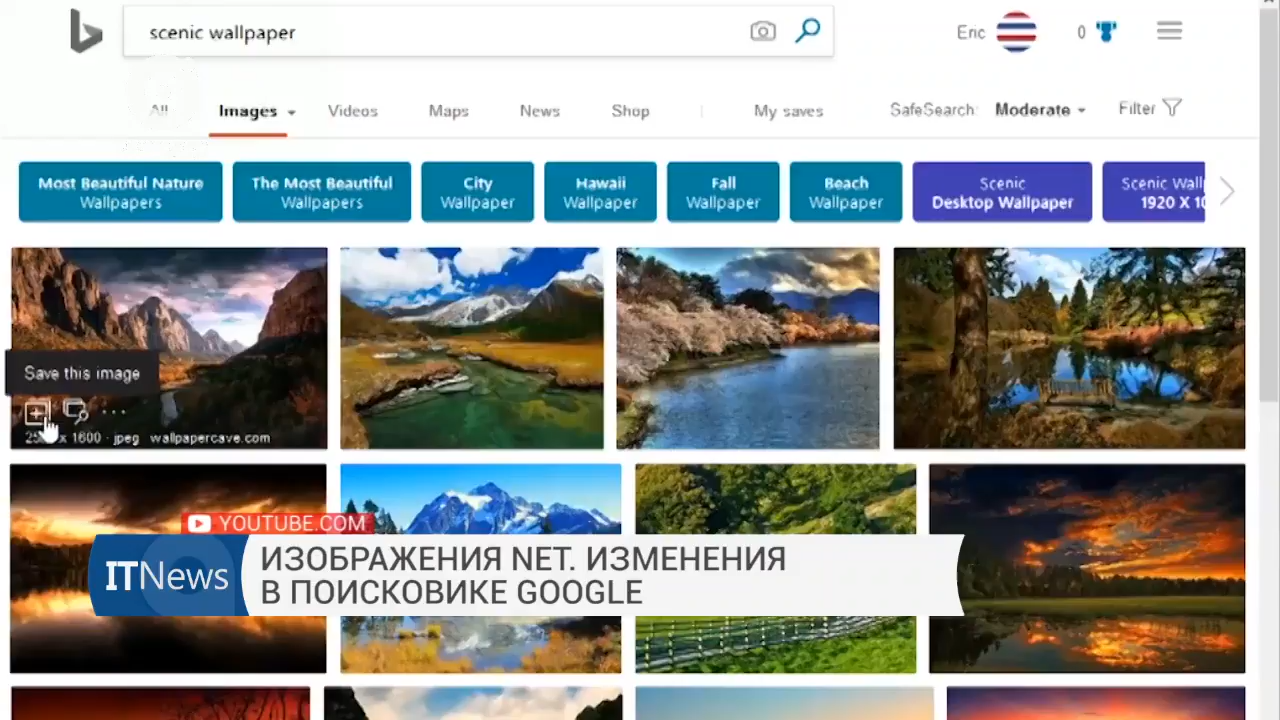 scenic wallpaper
Eric
0
All
Images
Videos
Maps
News
Shop
My saves
SafeSearch:
Moderate
Filter
Most Beautiful Nature
Wallpapers
The Most Beautiful
Wallpapers
City
Wallpaper
Hawaii
Wallpaper
Fall
Wallpaper
Beach
Wallpaper
Scenic
Desktop Wallpaper
Scenic
1920 X
Save this image
x 1600 · jpeg wallpapercave.com
YOUTUBE.COM
ITNews
ИЗОБРАЖЕНИЯ NET. ИЗМЕНЕНИЯ
В ПОИСКОВИКЕ GOOGLE